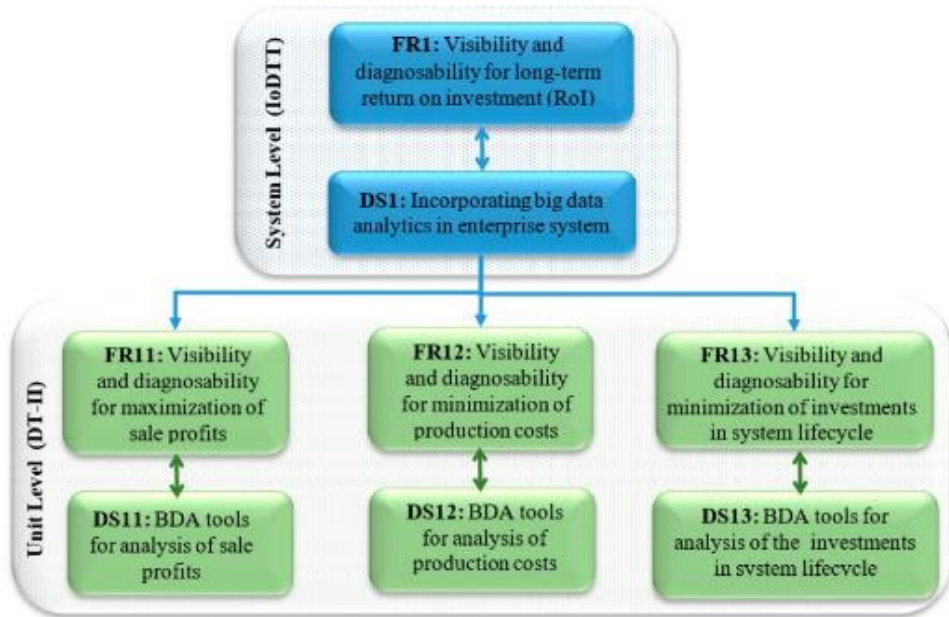 System Level (IoDTT)
FR1: Visibility and
diagnosability for long-term
return on investment (RoI)
DS1: Incorporating big data
analytics in enterprise system
Unit Level (DT-II)
FR11: Visibility
and diagnosability
for maximization of
sale profits
FR12: Visibility
and diagnosability
for minimization of
production costs
FR13: Visibility and
diagnosability for
minimization of investments
in system lifecycle
DS11: BDA tools
for analysis of sale
profits
DS12: BDA tools
for analysis of
production costs
DS13: BDA tools for
analysis of the investments
in system lifecycle